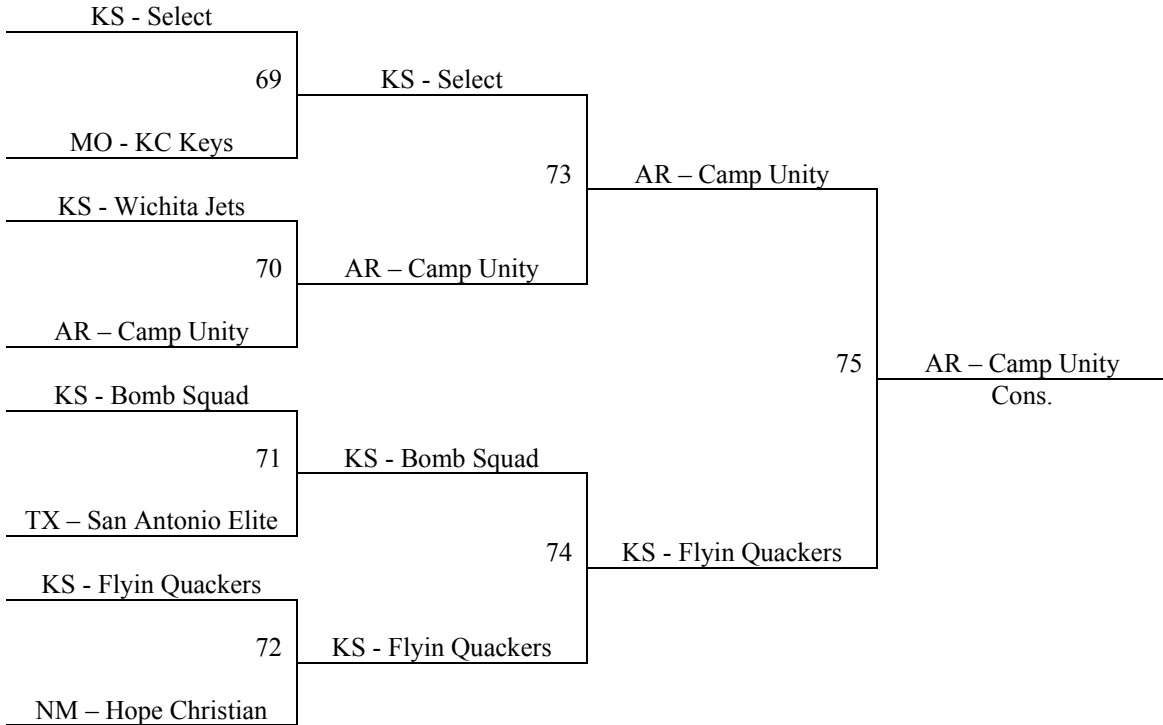 KS - Select
69
KS - Select
MO - KC Keys
73
AR – Camp Unity
KS - Wichita Jets
70
AR – Camp Unity
AR – Camp Unity
75
AR – Camp Unity
Cons.
KS - Bomb Squad
71
KS - Bomb Squad
TX – San Antonio Elite
74
KS - Flyin Quackers
KS - Flyin Quackers
72
KS - Flyin Quackers
NM – Hope Christian